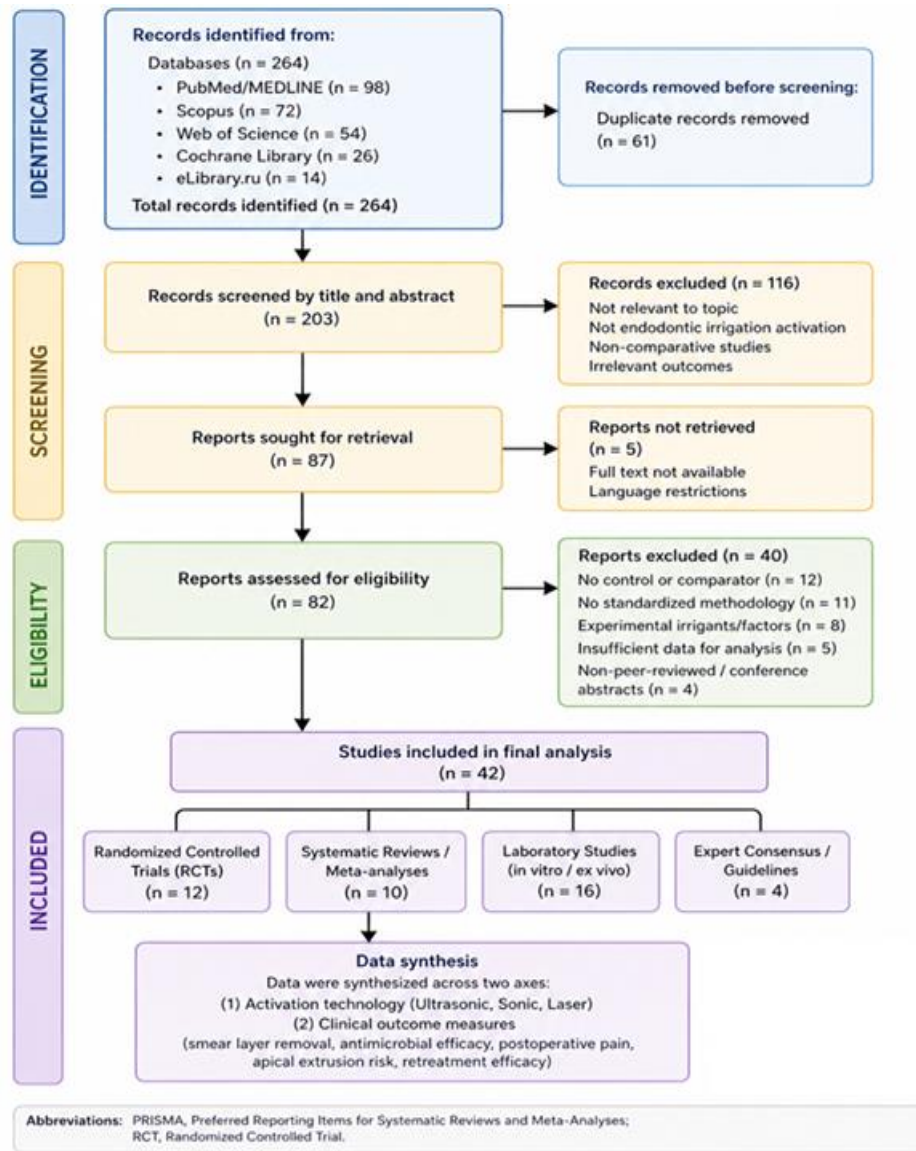 IDENTIFICATION
Records identified from:
Databases (n = 264)
• PubMed/MEDLINE (n = 98)
• Scopus (n = 72)
• Web of Science (n = 54)
• Cochrane Library (n = 26)
• eLibrary.ru (n = 14)
Total records identified (n = 264)
Records removed before screening:
Duplicate records removed
(n = 61)
SCREENING
Records screened by title and abstract
(n = 203)
Records excluded (n = 116)
Not relevant to topic
Not endodontic irrigation activation
Non-comparative studies
Irrelevant outcomes
Reports sought for retrieval
(n = 87)
Reports not retrieved
(n = 5)
Full text not available
Language restrictions
ELIGIBILITY
Reports assessed for eligibility
(n = 82)
Reports excluded (n = 40)
No control or comparator (n = 12)
No standardized methodology (n = 11)
Experimental irrigants/factors (n = 8)
Insufficient data for analysis (n = 5)
Non-peer-reviewed / conference
abstracts (n = 4)
INCLUDED
Studies included in final analysis
(n = 42)
Randomized Controlled
Trials (RCTs)
(n = 12)
Systematic Reviews /
Meta-analyses
(n = 10)
Laboratory Studies
(in vitro / ex vivo)
(n = 16)
Expert Consensus /
Guidelines
(n = 4)
Data synthesis
Data were synthesized across two axes:
(1) Activation technology (Ultrasonic, Sonic, Laser)
(2) Clinical outcome measures
(smear layer removal, antimicrobial efficacy, postoperative pain,
apical extrusion risk, retreatment efficacy)
Abbreviations: PRISMA, Preferred Reporting Items for Systematic Reviews and Meta-Analyses;
RCT, Randomized Controlled Trial.